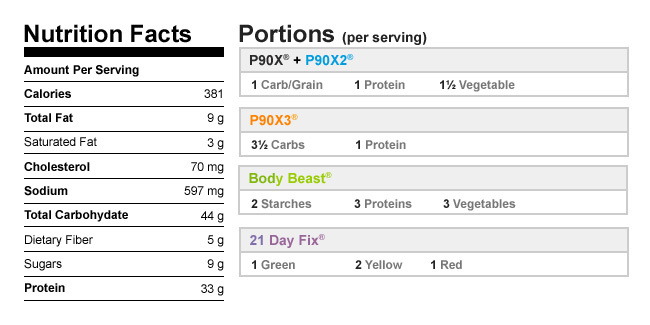 Nutrition Facts
Amount Per Serving
Calories 381
Total Fat 9 g
Saturated Fat 3 g
Cholesterol 70 mg
Sodium 597 mg
Total Carbohydate 44 g
Dietary Fiber 5 g
Sugars 9 g
Protein 33 g
Portions (per serving)
P90X® + P90X2®
1 Carb/Grain 1 Protein 1½ Vegetable
P90X3®
3½ Carbs 1 Protein
Body Beast®
2 Starches 3 Proteins 3 Vegetables
21 Day Fix®
1 Green 2 Yellow 1 Red